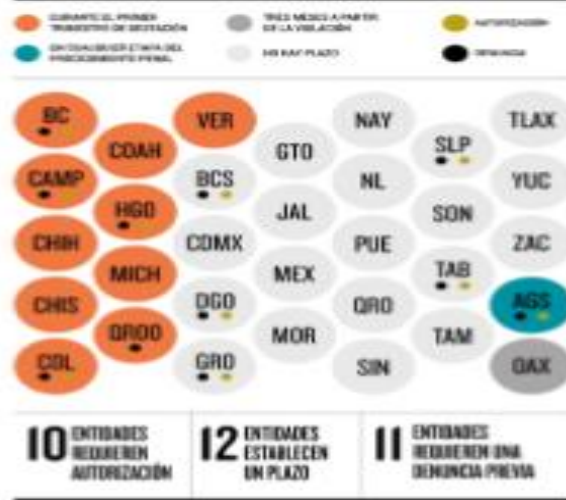 DURANTE EL PRIMER
TRIMESTRE DE GESTACIÓN
TRES MESES A PARTIR
DE LA VIOLACIÓN
AUTORIZACIÓN
EN CUALQUIER ETAPA DEL
PROCEDIMIENTO PENAL
NO HAY PLAZO
DENUNCIA
BC
VER
NAY
TLAX
COAH
GTO
SLP
CAMP
BCS
NL
YUC
HGO
JAL
SON
CHIH
CDMX
PUE
ZAC
MICH
MEX
TAB
CHIS
DGO
QRO
AGS
QROO
MOR
TAM
COL
GRO
SIN
OAX
10 ENTIDADES
REQUIEREN
AUTORIZACIÓN
12 ENTIDADES
ESTABLECEN
UN PLAZO
11 ENTIDADES
REQUIEREN UNA
DENUNCIA PREVIA